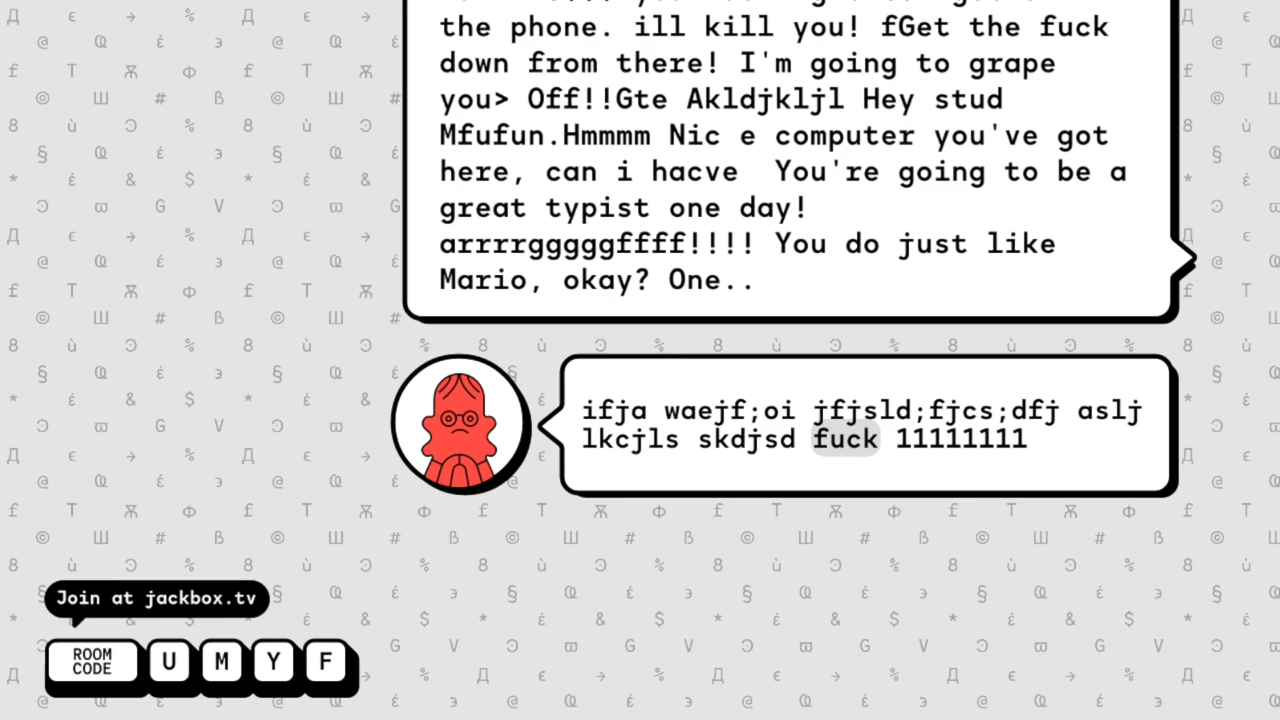 the phone. ill kill you! fGet the fuck
down from there! I'm going to grape
you> Off!!Gte Akldjkljl Hey stud
Mfufun.Hmmmm Nic e computer you've got
here, can i hacve  You're going to be a
great typist one day!
arrrrgggggffff!!!! You do just like
Mario, okay? One..
ifja waejf;oi jfjsld;fjcs;dfj aslj
lkcjls skdjsd fuck 11111111
Join at jackbox.tv
ROOM
CODE
U M Y F